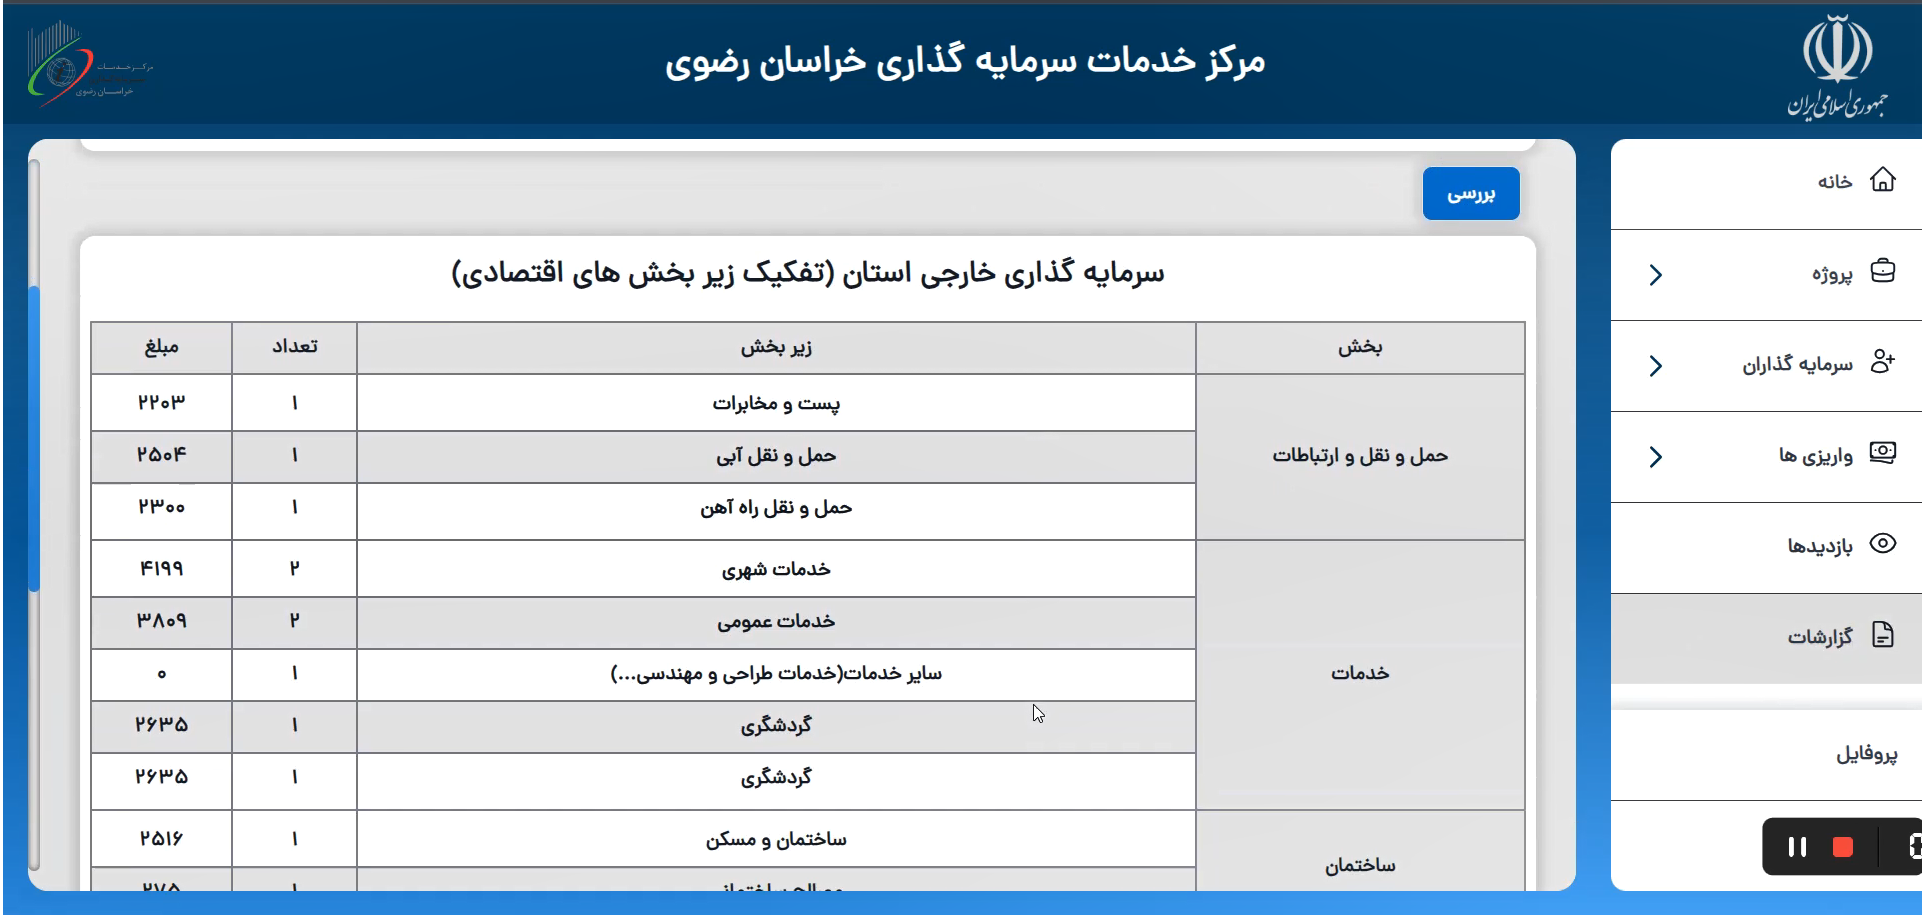 مرکز خدمات سرمایه گذاری خراسان رضوی
جمهوری اسلامی ایران
مرکز خدمات
خراسان رضوی
خانه
پروژه
سرمایه گذاران
واریزی ها
بازدیدها
گزارشات
پروفایل
بررسی
سرمایه گذاری خارجی استان (تفکیک زیر بخش های اقتصادی)
بخش زیر بخش تعداد مبلغ
حمل و نقل و ارتباطات پست و مخابرات ۱ ۲۲۰۳
حمل و نقل آبی ۱ ۲۵۰۴
حمل و نقل راه آهن ۱ ۲۳۰۰
خدمات خدمات شهری ۲ ۴۱۹۹
خدمات عمومی ۲ ۳۸۰۹
سایر خدمات(خدمات طراحی و مهندسی...) ۱ ۰
گردشگری ۱ ۲۶۳۵
گردشگری ۱ ۲۶۳۵
ساختمان ساختمان و مسکن ۱ ۲۵۱۶
مصالح ساختمانی ۱ ۲۷۵